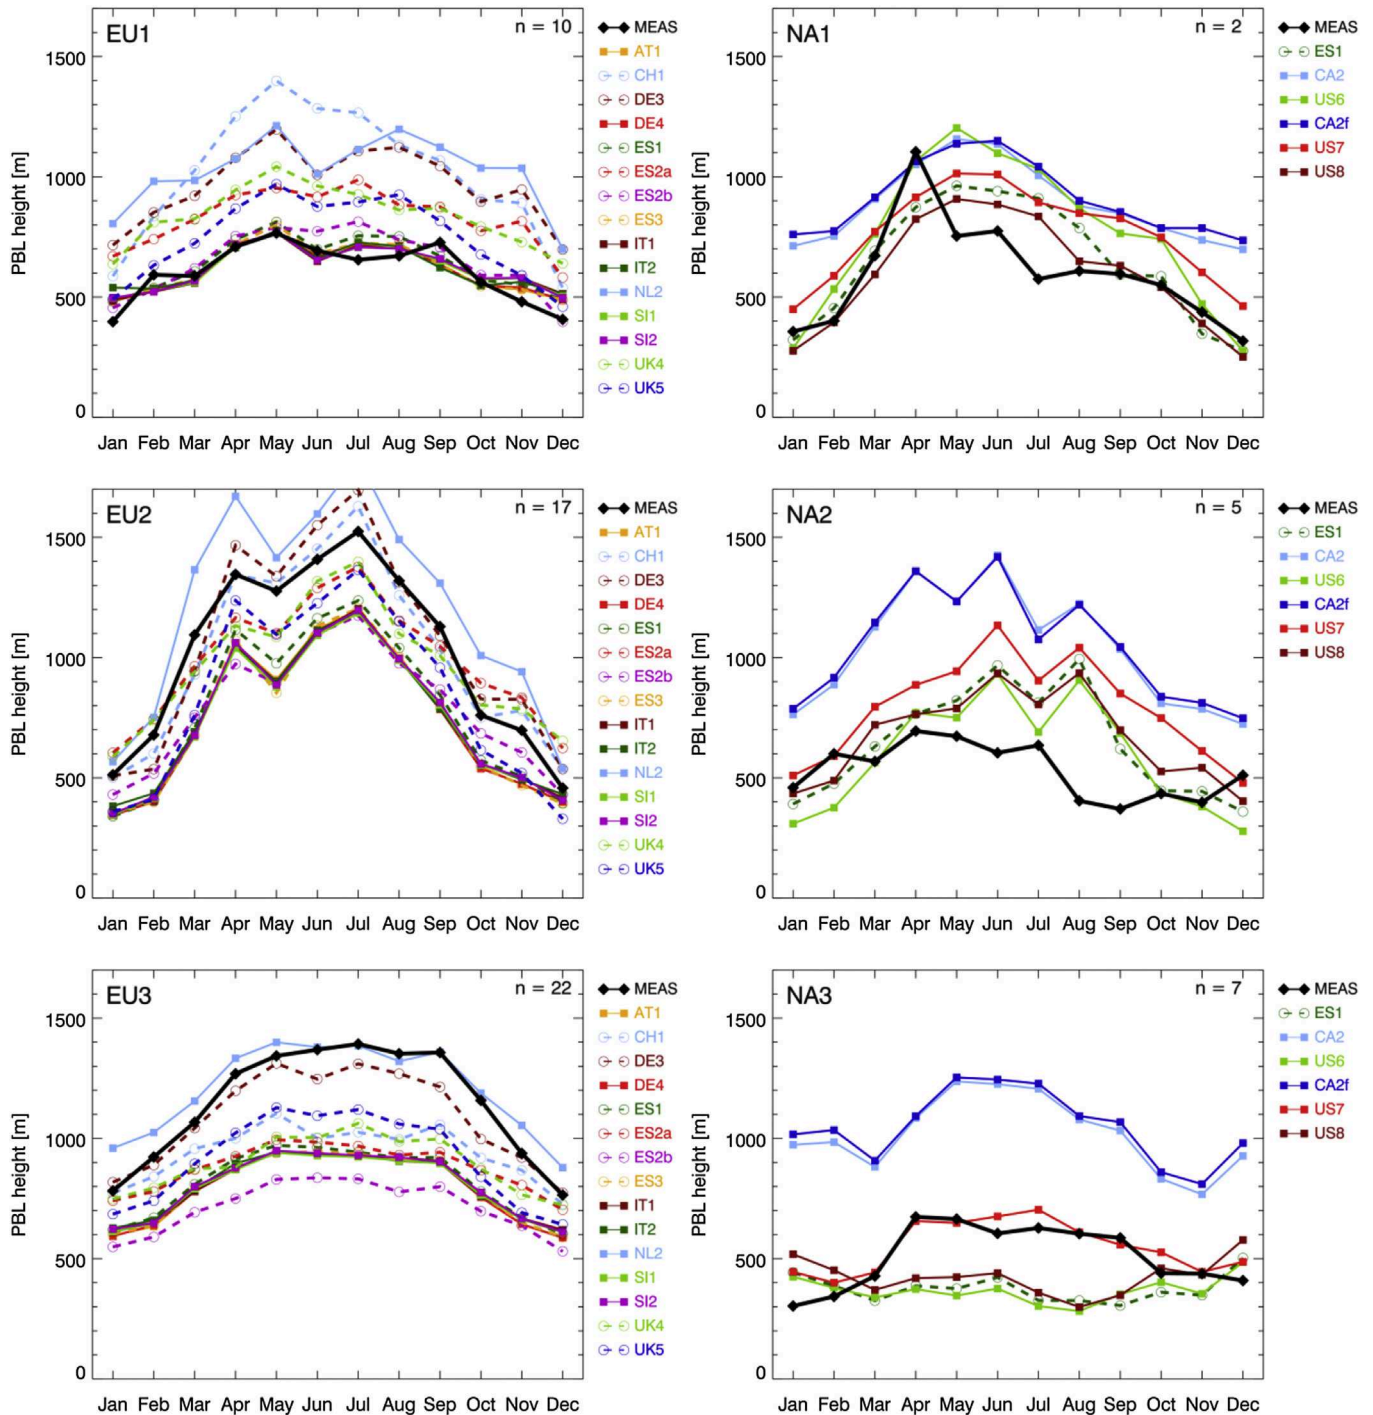 EU1
n = 10
PBL height [m]
1500
1000
500
0
Jan Feb Mar Apr May Jun Jul Aug Sep Oct Nov Dec
MEAS
AT1
CH1
DE3
DE4
ES1
ES2a
ES2b
ES3
IT1
IT2
NL2
SI1
SI2
UK4
UK5
NA1
n = 2
PBL height [m]
1500
1000
500
0
Jan Feb Mar Apr May Jun Jul Aug Sep Oct Nov Dec
MEAS
ES1
CA2
US6
CA2f
US7
US8
EU2
n = 17
PBL height [m]
1500
1000
500
0
Jan Feb Mar Apr May Jun Jul Aug Sep Oct Nov Dec
MEAS
AT1
CH1
DE3
DE4
ES1
ES2a
ES2b
ES3
IT1
IT2
NL2
SI1
SI2
UK4
UK5
NA2
n = 5
PBL height [m]
1500
1000
500
0
Jan Feb Mar Apr May Jun Jul Aug Sep Oct Nov Dec
MEAS
ES1
CA2
US6
CA2f
US7
US8
EU3
n = 22
PBL height [m]
1500
1000
500
0
Jan Feb Mar Apr May Jun Jul Aug Sep Oct Nov Dec
MEAS
AT1
CH1
DE3
DE4
ES1
ES2a
ES2b
ES3
IT1
IT2
NL2
SI1
SI2
UK4
UK5
NA3
n = 7
PBL height [m]
1500
1000
500
0
Jan Feb Mar Apr May Jun Jul Aug Sep Oct Nov Dec
MEAS
ES1
CA2
US6
CA2f
US7
US8